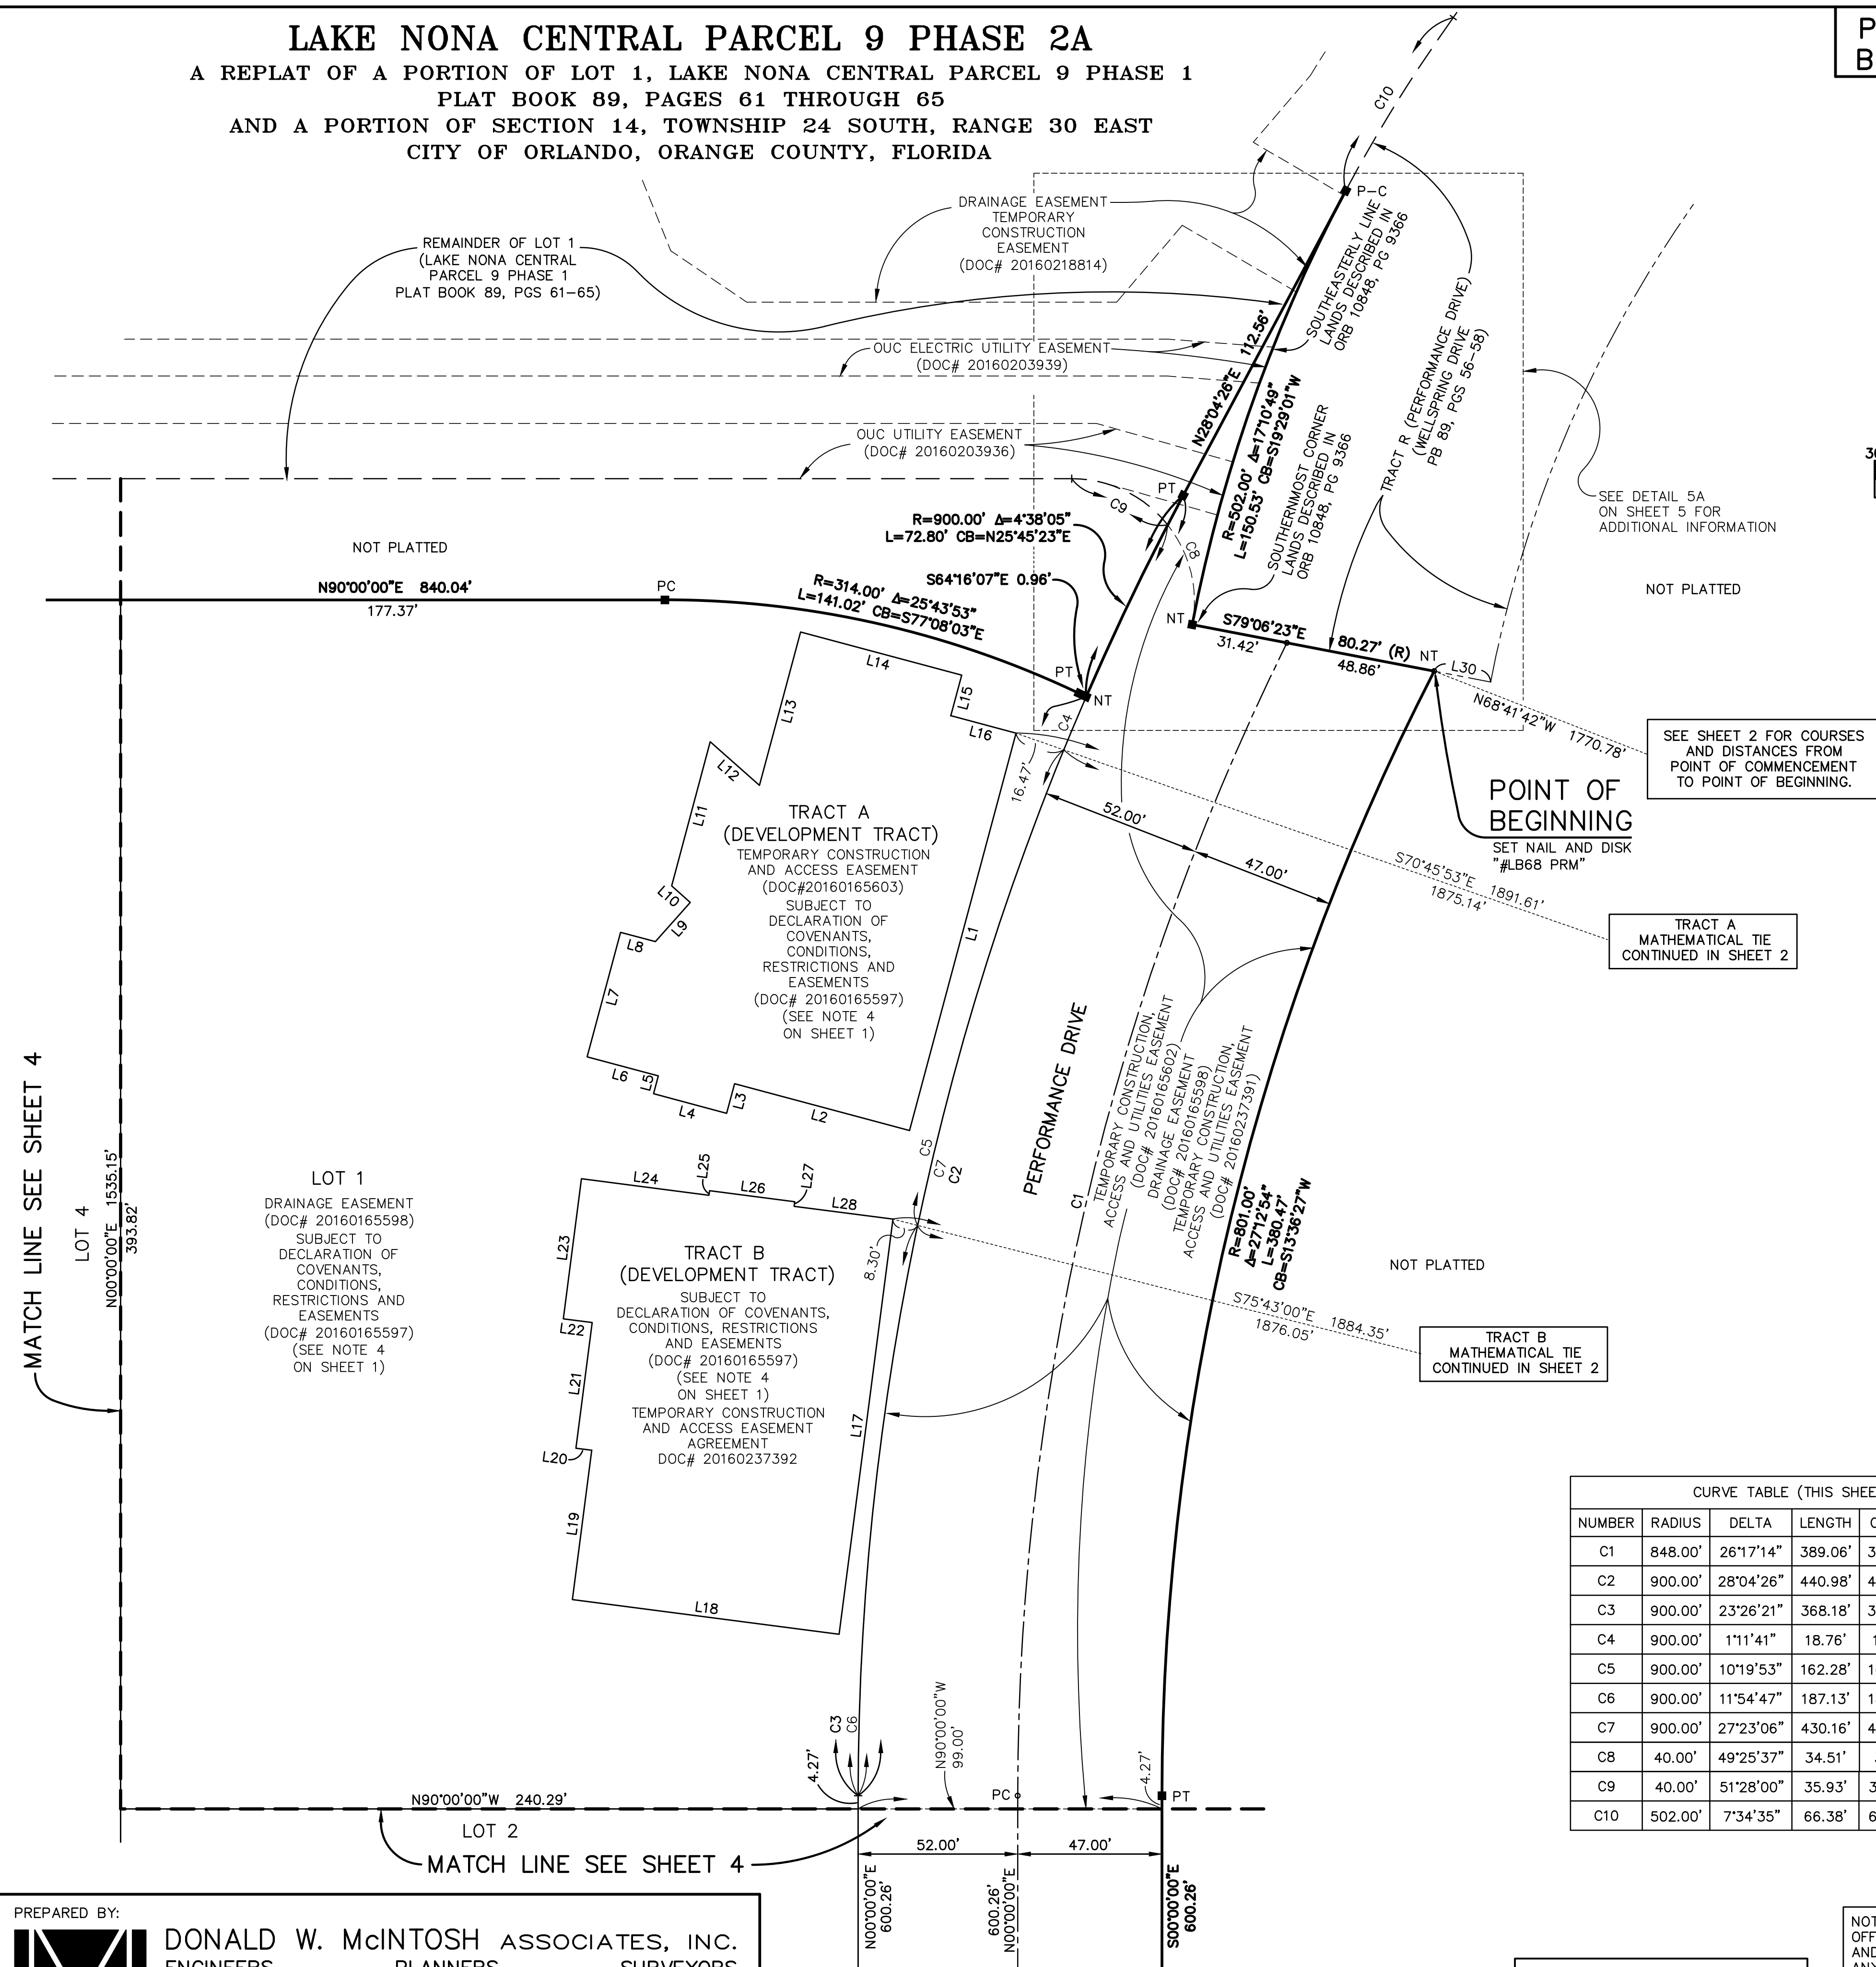 LAKE NONA CENTRAL PARCEL 9 PHASE 2A
A REPLAT OF A PORTION OF LOT 1, LAKE NONA CENTRAL PARCEL 9 PHASE 1
PLAT BOOK 89, PAGES 61 THROUGH 65
AND A PORTION OF SECTION 14, TOWNSHIP 24 SOUTH, RANGE 30 EAST
CITY OF ORLANDO, ORANGE COUNTY, FLORIDA
P
B
C10
P-C
DRAINAGE EASEMENT
TEMPORARY
CONSTRUCTION
EASEMENT
(DOC# 20160218814)
REMAINDER OF LOT 1
(LAKE NONA CENTRAL
PARCEL 9 PHASE 1
PLAT BOOK 89, PGS 61-65)
SOUTHEASTERLY LINE
LANDS DESCRIBED IN
ORB 10848, PG 9366
OUC ELECTRIC UTILITY EASEMENT
(DOC# 20160203939)
N28°04'26"E 112.56'
R=502.00' Δ=17°10'49"
L=150.53' CB=S19°29'01"W
SOUTHERNMOST CORNER
LANDS DESCRIBED IN
ORB 10848, PG 9366
TRACT R (PERFORMANCE DRIVE)
(WELLSPRING DRIVE
PB 89, PGS 56-58)
OUC UTILITY EASEMENT
(DOC# 20160203936)
30
SEE DETAIL 5A
ON SHEET 5 FOR
ADDITIONAL INFORMATION
PT
C9
C8
R=900.00' Δ=4°38'05"
L=72.80' CB=N25°45'23"E
NOT PLATTED
S64°16'07"E 0.96'
NOT PLATTED
N90°00'00"E 840.04'
177.37'
PC
R=314.00' Δ=25°43'53"
L=141.02' CB=S77°08'03"E
NT
S79°06'23"E
80.27' (R)
31.42'
48.86'
NT
L30
PT
NT
N68°41'42"W 1770.78'
SEE SHEET 2 FOR COURSES
AND DISTANCES FROM
POINT OF COMMENCEMENT
TO POINT OF BEGINNING.
POINT OF
BEGINNING
SET NAIL AND DISK
"#LB68 PRM"
L14
L13
L15
L16
C4
16.47'
L12
L11
L10
L9
L8
L7
L6
L5
L4
L3
L2
L1
TRACT A
(DEVELOPMENT TRACT)
TEMPORARY CONSTRUCTION
AND ACCESS EASEMENT
(DOC#20160165603)
SUBJECT TO
DECLARATION OF
COVENANTS,
CONDITIONS,
RESTRICTIONS AND
EASEMENTS
(DOC# 20160165597)
(SEE NOTE 4
ON SHEET 1)
52.00'
47.00'
S70°45'53"E 1891.61'
1875.14'
TRACT A
MATHEMATICAL TIE
CONTINUED IN SHEET 2
MATCH LINE SEE SHEET 4
LOT 4
N00°00'00"E 1535.15'
393.82'
PERFORMANCE DRIVE
C1
TEMPORARY CONSTRUCTION,
ACCESS AND UTILITIES EASEMENT
(DOC# 20160165602)
DRAINAGE EASEMENT
(DOC# 20160165598)
TEMPORARY CONSTRUCTION,
ACCESS AND UTILITIES EASEMENT
(DOC# 20160237391)
C5
C7
C2
R=801.00'
Δ=27°12'54"
L=380.47'
CB=S13°36'27"W
LOT 1
DRAINAGE EASEMENT
(DOC# 20160165598)
SUBJECT TO
DECLARATION OF
COVENANTS,
CONDITIONS,
RESTRICTIONS AND
EASEMENTS
(DOC# 20160165597)
(SEE NOTE 4
ON SHEET 1)
L24
L25
L26
L27
L28
L23
L22
L21
L20
L19
L18
L17
8.30'
TRACT B
(DEVELOPMENT TRACT)
SUBJECT TO
DECLARATION OF COVENANTS,
CONDITIONS, RESTRICTIONS
AND EASEMENTS
(DOC# 20160165597)
(SEE NOTE 4
ON SHEET 1)
TEMPORARY CONSTRUCTION
AND ACCESS EASEMENT
AGREEMENT
DOC# 20160237392
NOT PLATTED
S75°43'00"E 1884.35'
1876.05'
TRACT B
MATHEMATICAL TIE
CONTINUED IN SHEET 2
CURVE TABLE (THIS SHEE
NUMBER RADIUS DELTA LENGTH C
C1 848.00' 26°17'14" 389.06' 3
C2 900.00' 28°04'26" 440.98' 4
C3 900.00' 23°26'21" 368.18' 3
C4 900.00' 1°11'41" 18.76' 1
C5 900.00' 10°19'53" 162.28' 1
C6 900.00' 11°54'47" 187.13' 1
C7 900.00' 27°23'06" 430.16' 4
C8 40.00' 49°25'37" 34.51'
C9 40.00' 51°28'00" 35.93' 3
C10 502.00' 7°34'35" 66.38' 6
4.27'
C3
C6
N90°00'00"W
99.00'
PC
4.27'
PT
N90°00'00"W 240.29'
LOT 2
MATCH LINE SEE SHEET 4
52.00'
47.00'
N00°00'00"E
600.26'
600.26'
N00°00'00"E
S00°00'00"E
600.26'
PREPARED BY:
DONALD W. McINTOSH ASSOCIATES, INC.
ENGINEERS PLANNERS SURVEYORS
NOT
OFF
AND
ANY